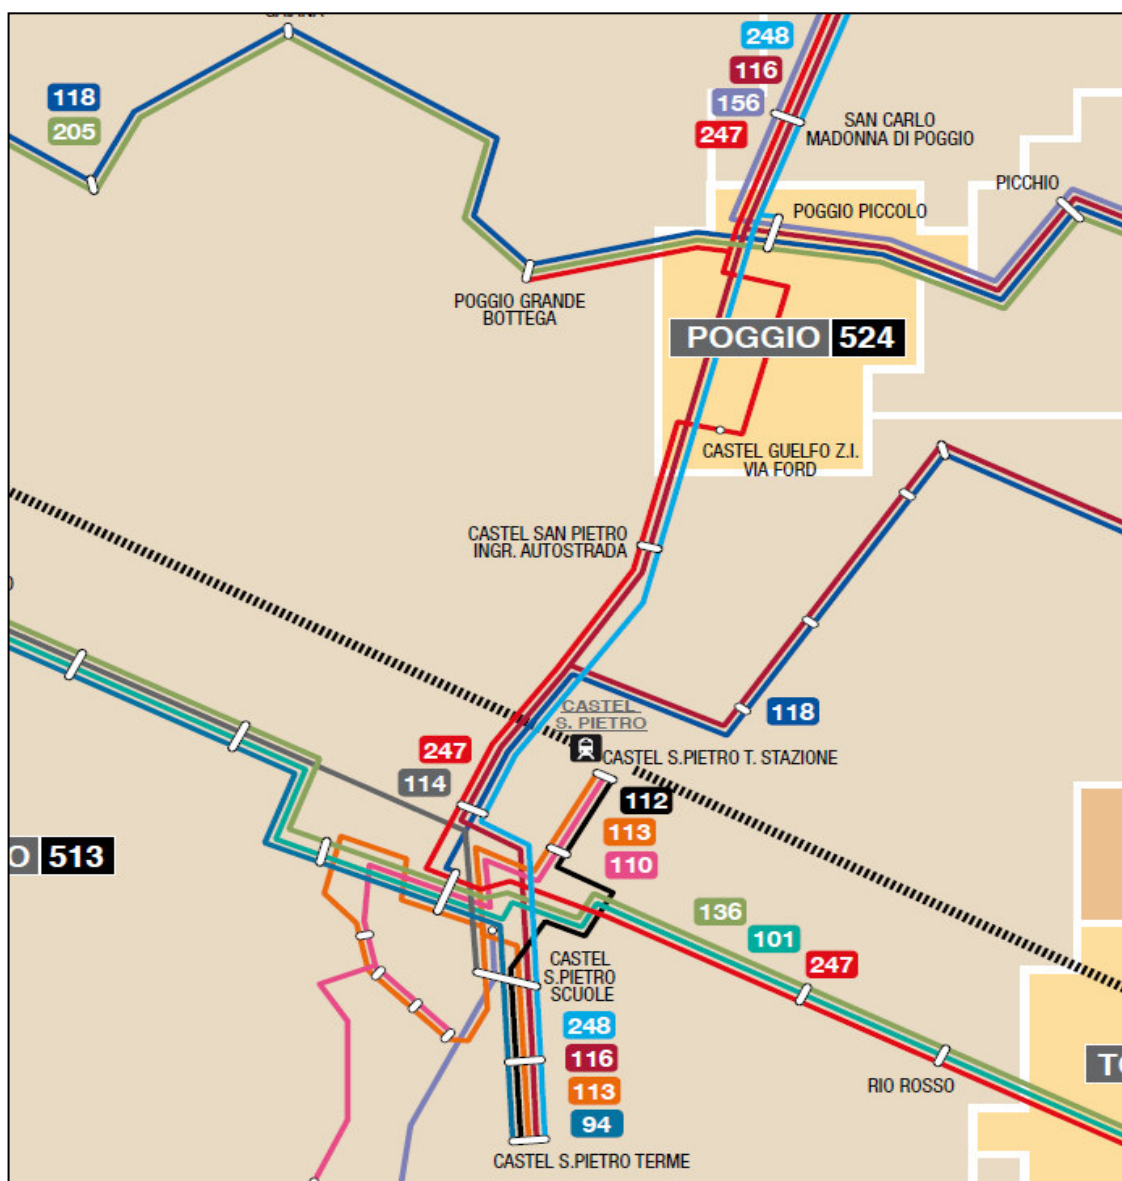 248
116
156
247
118
205
SAN CARLO
MADONNA DI POGGIO
PICCHIO
POGGIO PICCOLO
POGGIO GRANDE
BOTTEGA
POGGIO 524
CASTEL GUELFO Z.I.
VIA FORD
CASTEL SAN PIETRO
INGR. AUTOSTRADA
118
CASTEL
S. PIETRO
CASTEL S.PIETRO T. STAZIONE
247
114
112
113
110
O 513
136
101
247
CASTEL
S.PIETRO
SCUOLE
248
116
113
94
RIO ROSSO
CASTEL S.PIETRO TERME